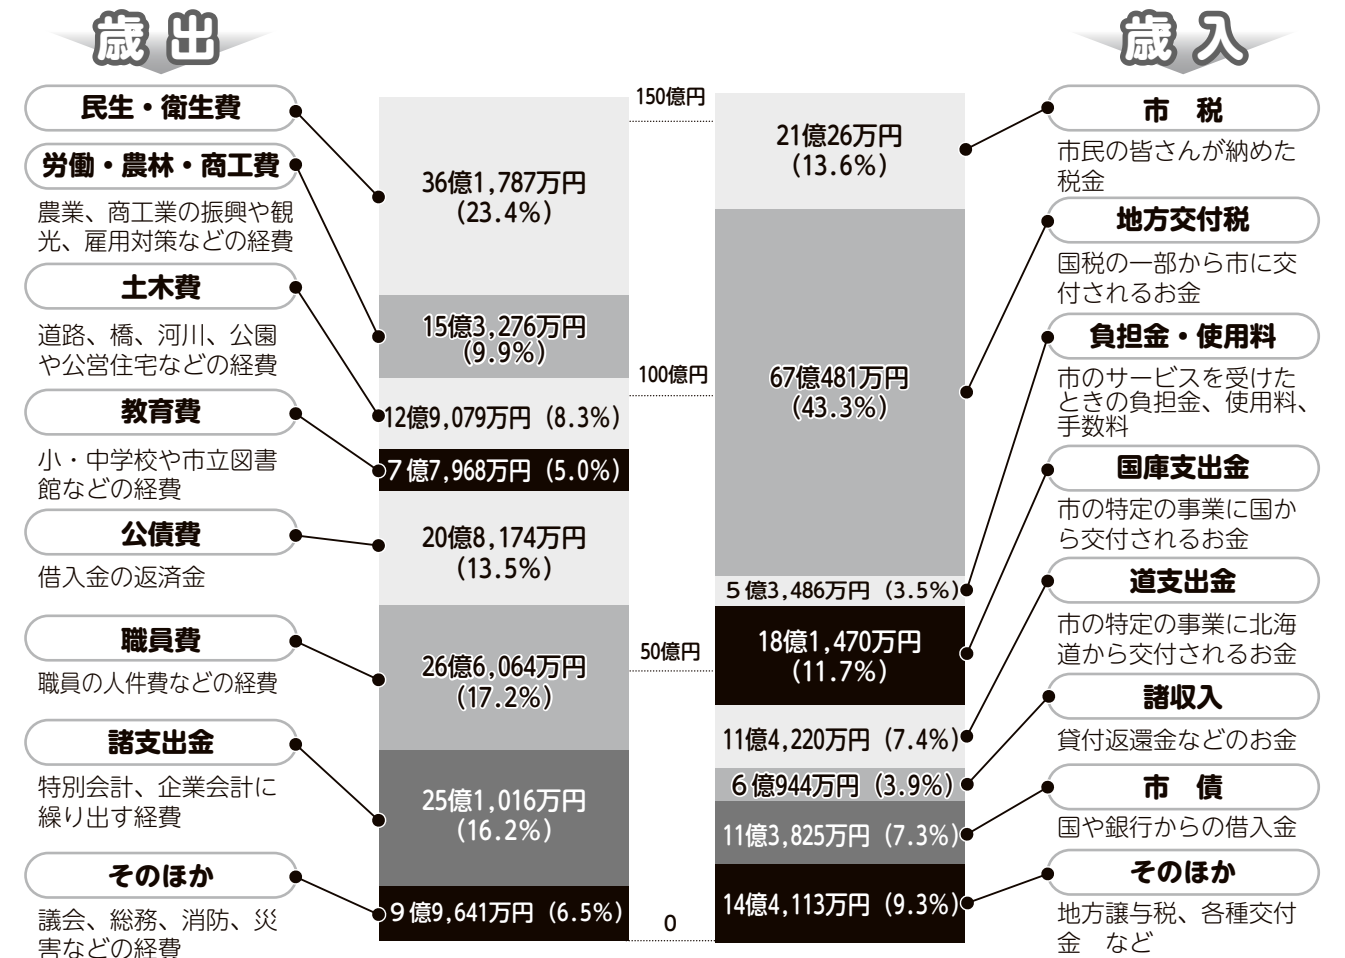 歳出
民生・衛生費
労働・農林・商工費
農業、商工業の振興や観
光、雇用対策などの経費
土木費
道路、橋、河川、公園
や公営住宅などの経費
教育費
小・中学校や市立図書
館などの経費
公債費
借入金の返済金
職員費
職員の人件費などの経費
諸支出金
特別会計、企業会計に
繰り出す経費
そのほか
議会、総務、消防、災
害などの経費
36億1,787万円
(23.4%)
15億3,276万円
(9.9%)
12億9,079万円 (8.3%)
7億7,968万円 (5.0%)
20億8,174万円
(13.5%)
26億6,064万円
(17.2%)
25億1,016万円
(16.2%)
9億9,641万円 (6.5%)
150億円
100億円
50億円
0
21億26万円
(13.6%)
67億481万円
(43.3%)
5億3,486万円 (3.5%)
18億1,470万円
(11.7%)
11億4,220万円 (7.4%)
6億944万円 (3.9%)
11億3,825万円 (7.3%)
14億4,113万円 (9.3%)
歳入
市 税
市民の皆さんが納めた
税金
地方交付税
国税の一部から市に交
付されるお金
負担金・使用料
市のサービスを受けた
ときの負担金、使用料、
手数料
国庫支出金
市の特定の事業に国か
ら交付されるお金
道支出金
市の特定の事業に北海
道から交付されるお金
諸収入
貸付返還金などのお金
市 債
国や銀行からの借入金
そのほか
地方譲与税、各種交付
金 など